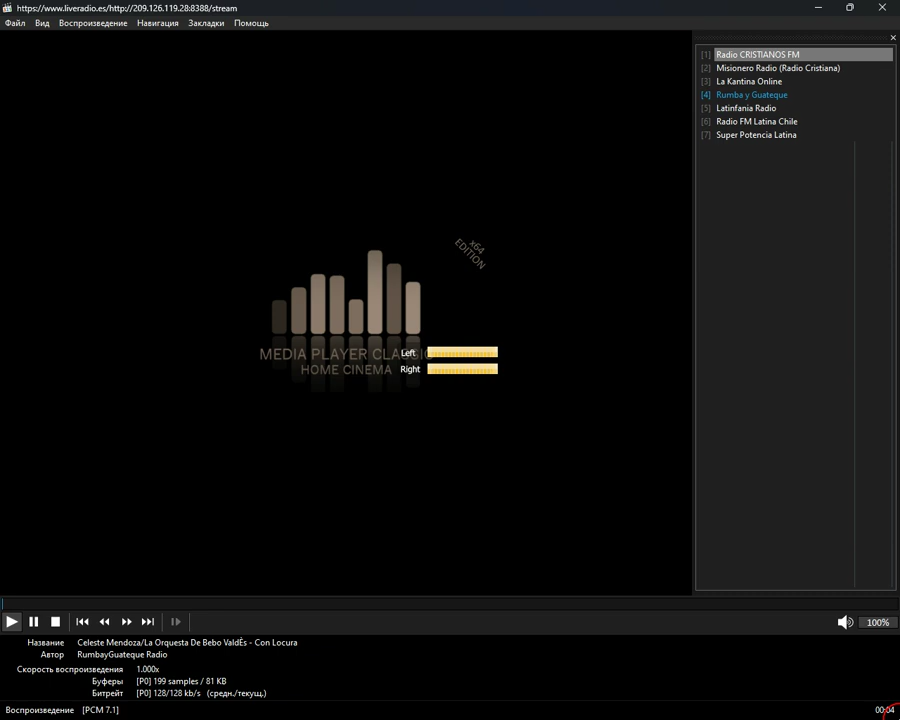 https://www.liveradio.es/http://209.126.119.28:8388/stream
Файл Вид Воспроизведение Навигация Закладки Помощь
[1] Radio CRISTIANOS FM
[2] Misionero Radio (Radio Cristiana)
[3] La Kantina Online
[4] Rumba y Guateque
[5] Latinfania Radio
[6] Radio FM Latina Chile
[7] Super Potencia Latina
x64
EDITION
MEDIA PLAYER CLASSIC
HOME CINEMA
Left
Right
100%
Название Celeste Mendoza/La Orquesta De Bebo ValdÈs - Con Locura
Автор RumbayGuateque Radio
Скорость воспроизведения 1.000x
Буферы [P0] 199 samples / 81 KB
Битрейт [P0] 128/128 kb/s (средн./текущ.)
Воспроизведение [PCM 7.1] 00:04